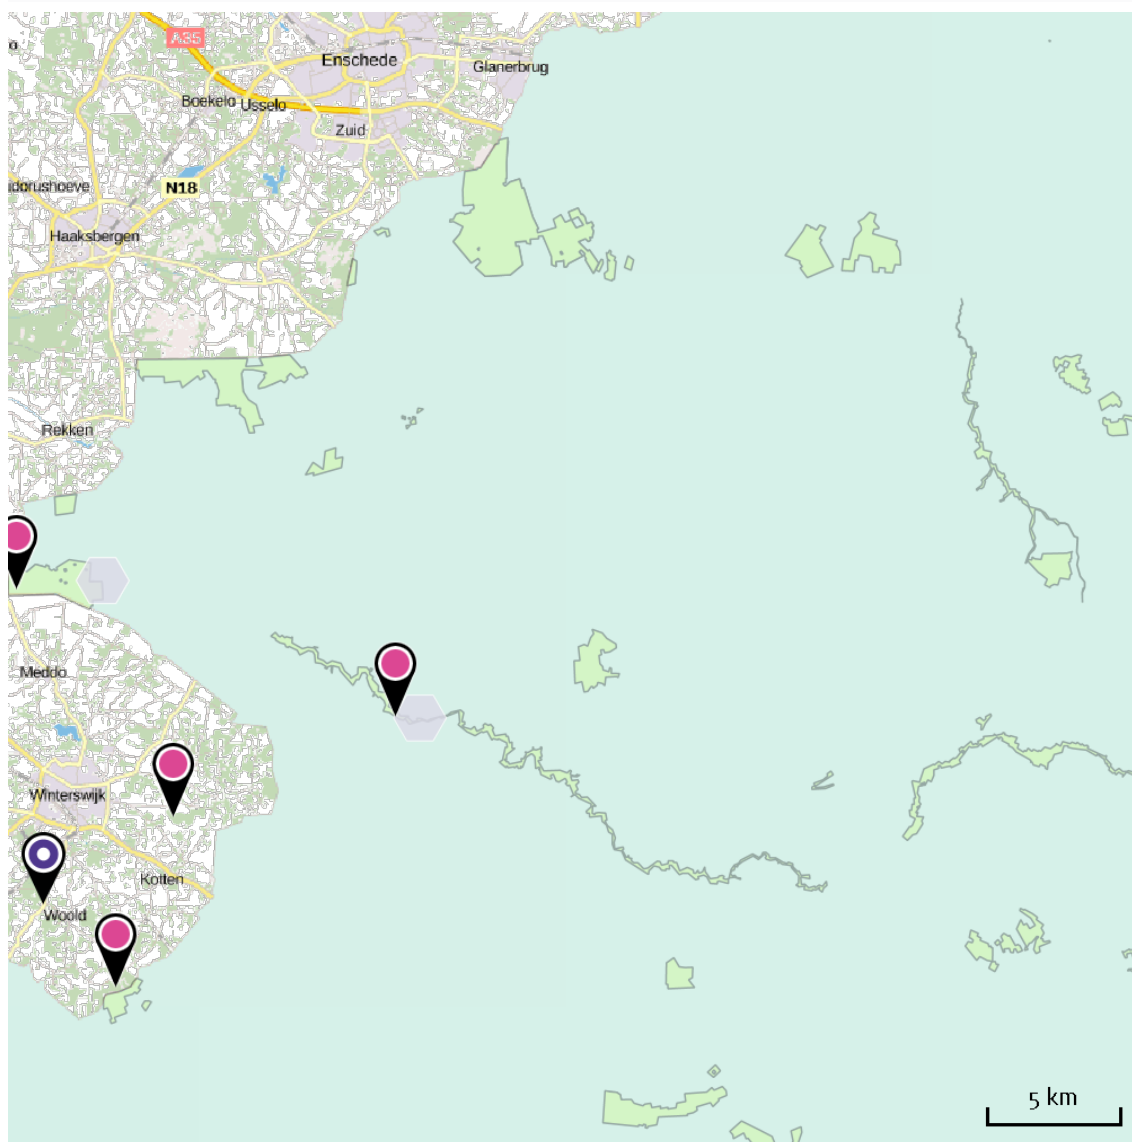 A35
Enschede
Glanerbrug
Boekelo
Usselo
Zuid
N18
Haaksbergen
Rekken
Meddo
Winterswijk
Kotten
Woold
5 km